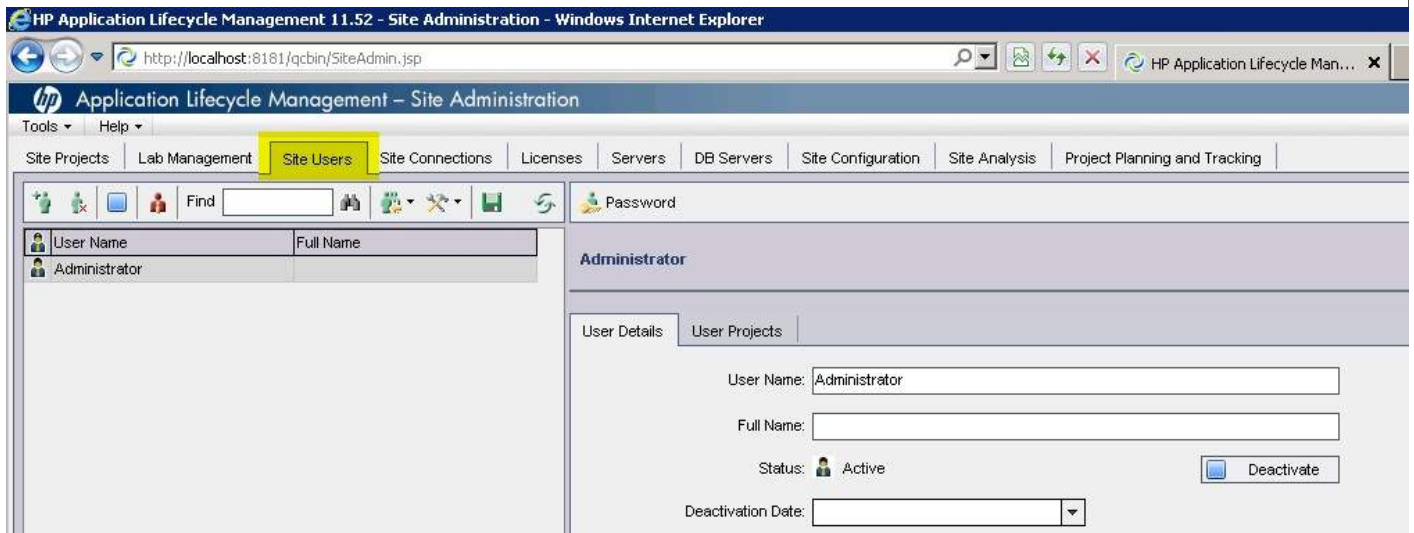 HP Application Lifecycle Management 11.52 - Site Administration - Windows Internet Explorer
http://localhost:8181/qcbin/SiteAdmin.jsp
HP Application Lifecycle Man...
hp Application Lifecycle Management – Site Administration
Tools Help
Site Projects Lab Management Site Users Site Connections Licenses Servers DB Servers Site Configuration Site Analysis Project Planning and Tracking
Find
Password
User Name Full Name
Administrator
Administrator
User Details User Projects
User Name: Administrator
Full Name:
Status: Active Deactivate
Deactivation Date: